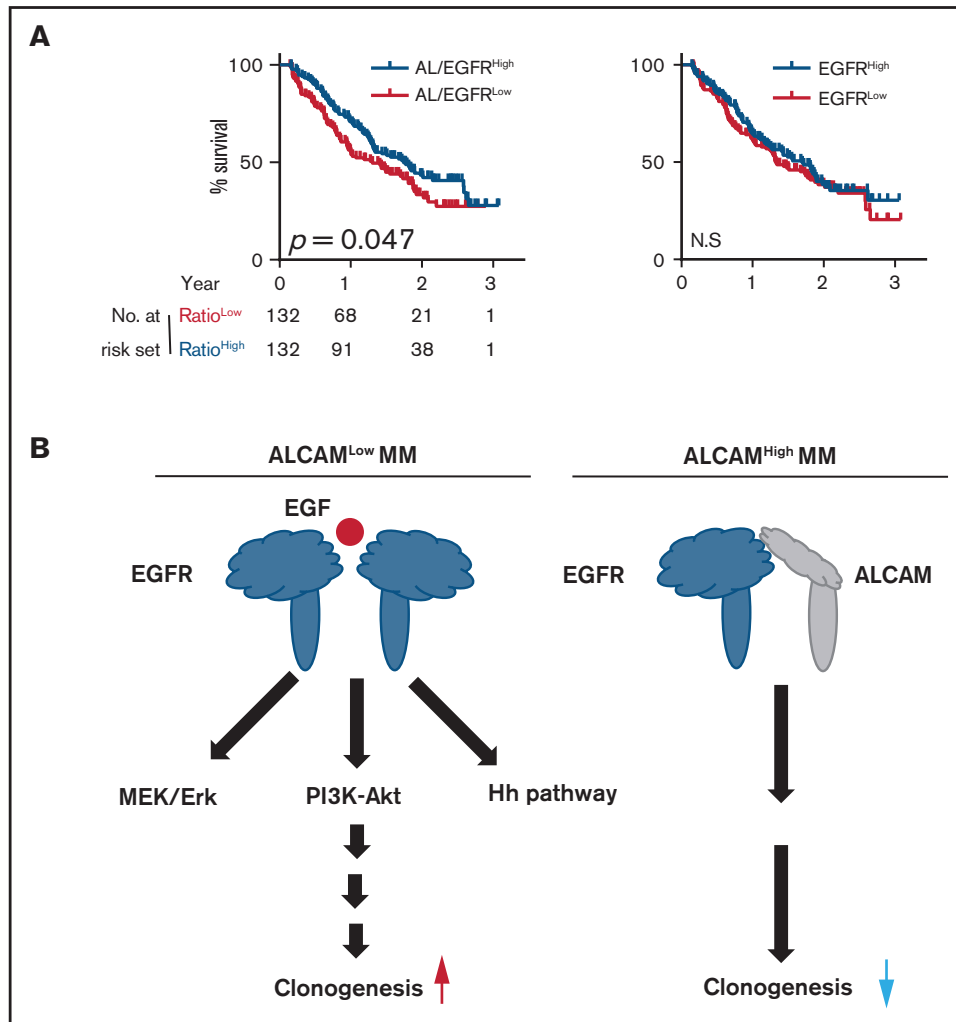 A
% survival
100
50
0
AL/EGFRHigh
AL/EGFRLow
p = 0.047
0 1 2 3
Year
No. at risk set
RatioLow 132 68 21 1
RatioHigh 132 91 38 1
100
50
0
EGFRHigh
EGFRLow
N.S
0 1 2 3
B
ALCAMLow MM
EGF
EGFR
MEK/Erk
PI3K-Akt
Hh pathway
Clonogenesis
ALCAMHigh MM
EGFR
ALCAM
Clonogenesis